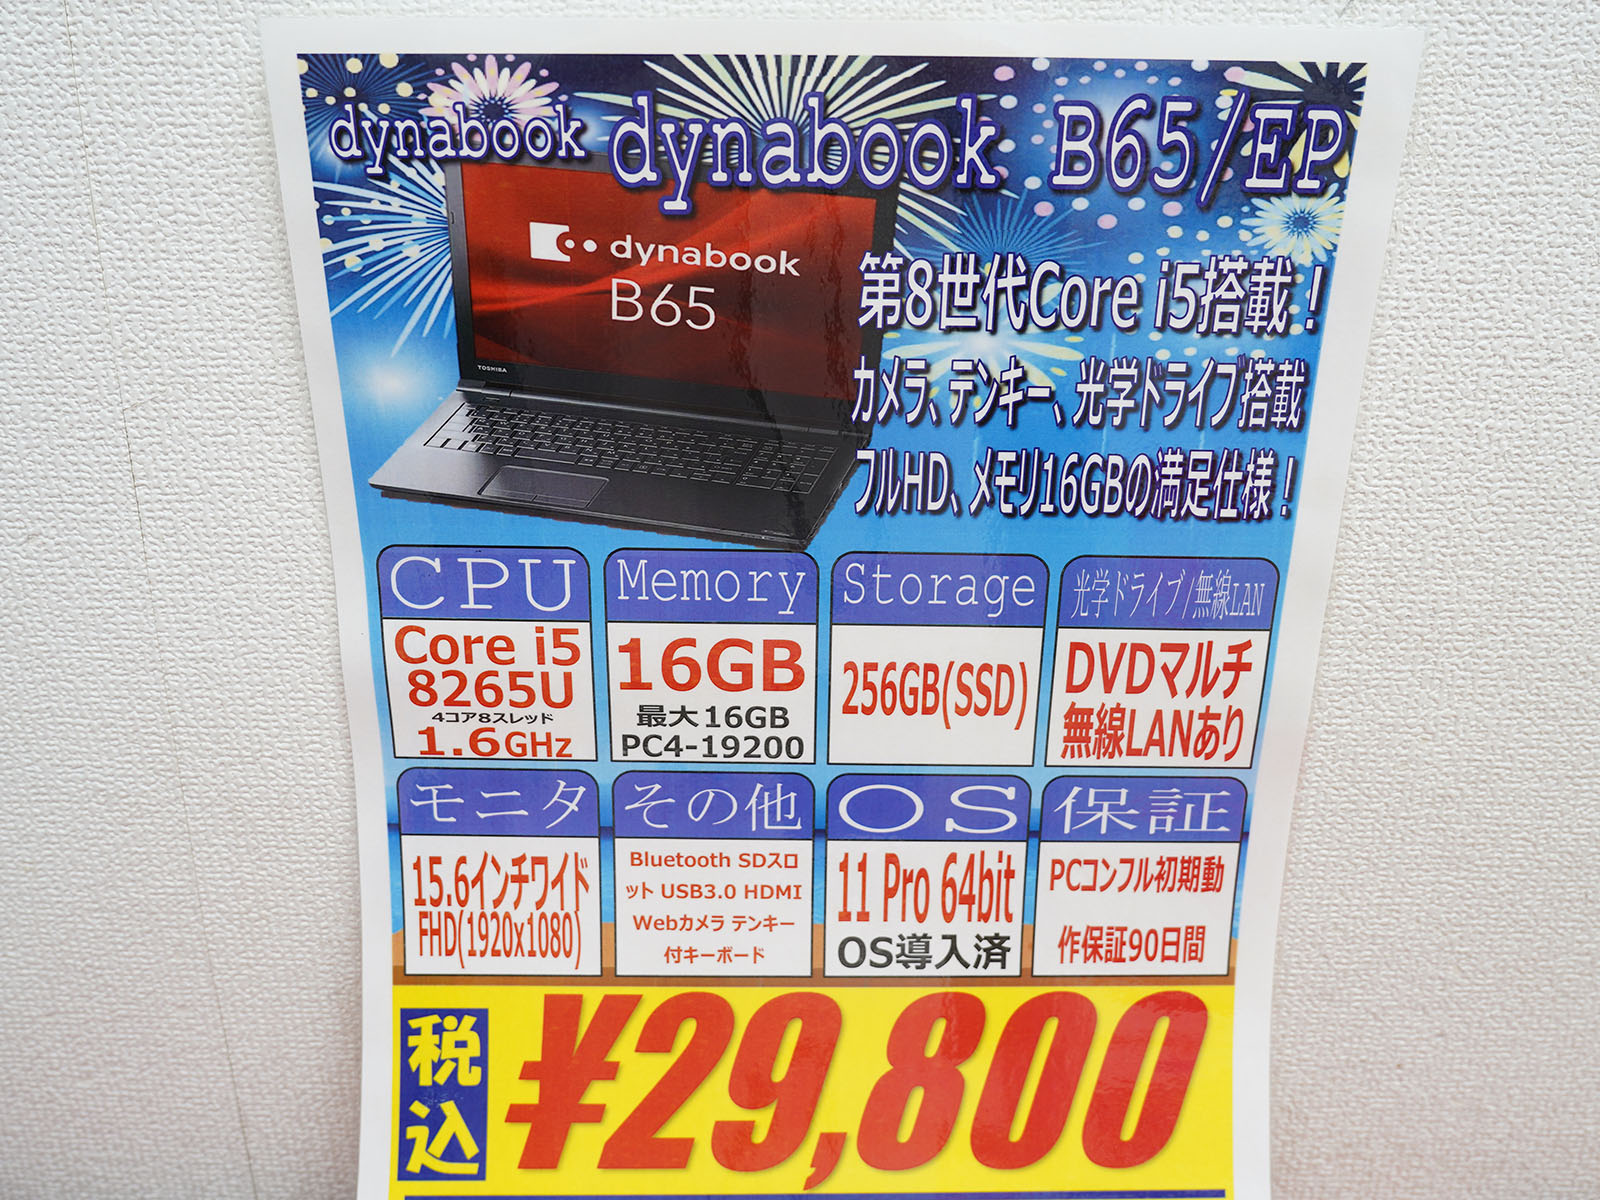 dynabook dynabook B65/EP
dynabook
B65
TOSHIBA
第8世代Core i5搭載！
カメラ、テンキー、光学ドライブ搭載
フルHD、メモリ16GBの満足仕様！
CPU
Core i5
8265U
4コア8スレッド
1.6GHz
Memory
16GB
最大16GB
PC4-19200
Storage
256GB(SSD)
光学ドライブ/無線LAN
DVDマルチ
無線LANあり
モニタ
15.6インチワイド
FHD(1920x1080)
その他
Bluetooth SDスロ
ット USB3.0 HDMI
Webカメラ テンキー
付キーボード
OS
11 Pro 64bit
OS導入済
保証
PCコンフル初期動
作保証90日間
税込
¥29,800